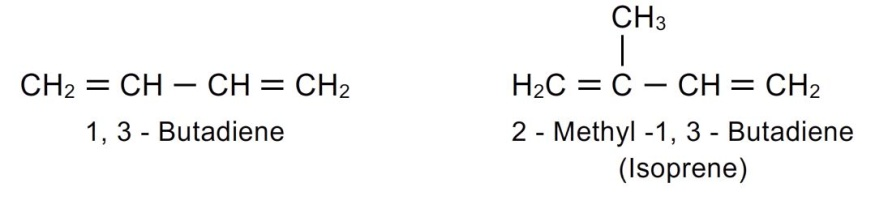 CH₃
|
CH₂ = CH — CH = CH₂
H₂C = C — CH = CH₂
1, 3 - Butadiene
2 - Methyl -1, 3 - Butadiene
(Isoprene)